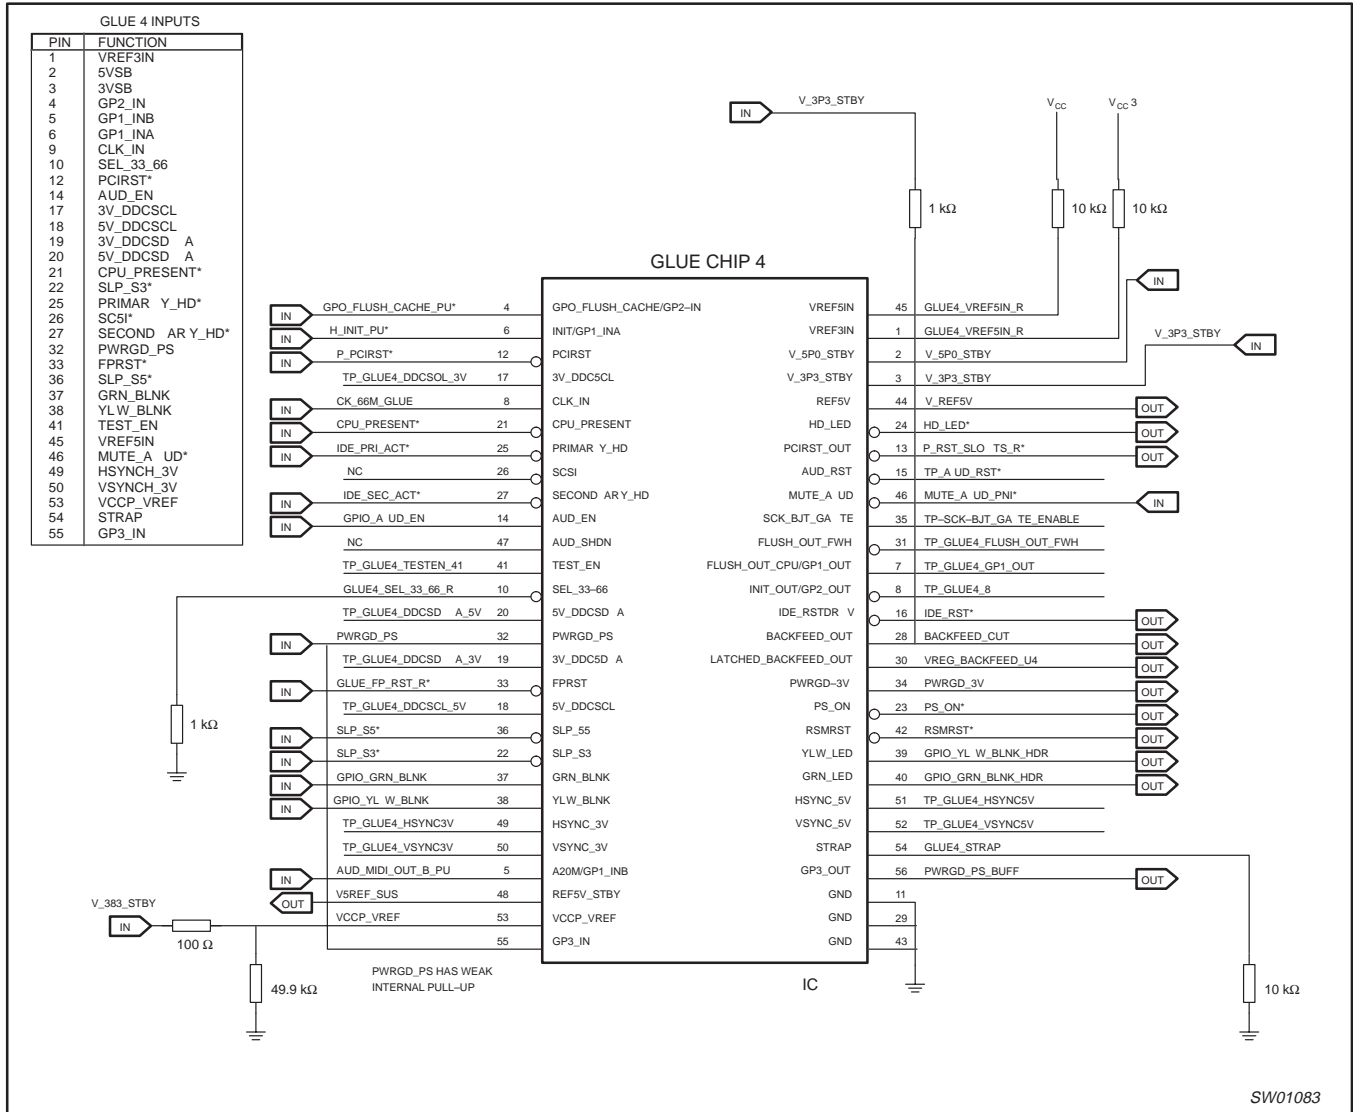 GLUE 4 INPUTS
PIN FUNCTION
1 VREF3IN
2 5VSB
3 3VSB
4 GP2_IN
5 GP1_INB
6 GP1_INA
9 CLK_IN
10 SEL_33_66
12 PCIRST*
14 AUD_EN
17 3V_DDCSCL
18 5V_DDCSCL
19 3V_DDCSD A
20 5V_DDCSD A
21 CPU_PRESENT*
22 SLP_S3*
25 PRIMAR Y_HD*
26 SC5I*
27 SECOND AR Y_HD*
32 PWRGD_PS
33 FPRST*
36 SLP_S5*
37 GRN_BLNK
38 YL W_BLNK
41 TEST_EN
45 VREF5IN
46 MUTE_A UD*
49 HSYNCH_3V
50 VSYNCH_3V
53 VCCP_VREF
54 STRAP
55 GP3_IN
IN V_3P3_STBY
VCC VCC 3
1 kΩ 10 kΩ 10 kΩ
GLUE CHIP 4
IN
V_3P3_STBY IN
IN GPO_FLUSH_CACHE_PU* 4 GPO_FLUSH_CACHE/GP2–IN VREF5IN 45 GLUE4_VREF5IN_R
IN H_INIT_PU* 6 INIT/GP1_INA VREF3IN 1 GLUE4_VREF5IN_R
IN P_PCIRST* 12 PCIRST V_5P0_STBY 2 V_5P0_STBY
TP_GLUE4_DDCSOL_3V 17 3V_DDC5CL V_3P3_STBY 3 V_3P3_STBY
IN CK_66M_GLUE 8 CLK_IN REF5V 44 V_REF5V OUT
IN CPU_PRESENT* 21 CPU_PRESENT HD_LED 24 HD_LED* OUT
IN IDE_PRI_ACT* 25 PRIMAR Y_HD PCIRST_OUT 13 P_RST_SLO TS_R* OUT
NC 26 SCSI AUD_RST 15 TP_A UD_RST*
IN IDE_SEC_ACT* 27 SECOND AR Y_HD MUTE_A UD 46 MUTE_A UD_PNI* IN
IN GPIO_A UD_EN 14 AUD_EN SCK_BJT_GA TE 35 TP–SCK–BJT_GA TE_ENABLE
NC 47 AUD_SHDN FLUSH_OUT_FWH 31 TP_GLUE4_FLUSH_OUT_FWH
TP_GLUE4_TESTEN_41 41 TEST_EN FLUSH_OUT_CPU/GP1_OUT 7 TP_GLUE4_GP1_OUT
GLUE4_SEL_33_66_R 10 SEL_33–66 INIT_OUT/GP2_OUT 8 TP_GLUE4_8
TP_GLUE4_DDCSD A_5V 20 5V_DDCSD A IDE_RSTDR V 16 IDE_RST* OUT
IN PWRGD_PS 32 PWRGD_PS BACKFEED_OUT 28 BACKFEED_CUT OUT
TP_GLUE4_DDCSD A_3V 19 3V_DDC5D A LATCHED_BACKFEED_OUT 30 VREG_BACKFEED_U4 OUT
IN GLUE_FP_RST_R* 33 FPRST PWRGD–3V 34 PWRGD_3V OUT
TP_GLUE4_DDCSCL_5V 18 5V_DDCSCL PS_ON 23 PS_ON* OUT
1 kΩ
IN SLP_S5* 36 SLP_55 RSMRST 42 RSMRST* OUT
IN SLP_S3* 22 SLP_S3 YLW_LED 39 GPIO_YL W_BLNK_HDR OUT
IN GPIO_GRN_BLNK 37 GRN_BLNK GRN_LED 40 GPIO_GRN_BLNK_HDR OUT
IN GPIO_YL W_BLNK 38 YLW_BLNK HSYNC_5V 51 TP_GLUE4_HSYNC5V
TP_GLUE4_HSYNC3V 49 HSYNC_3V VSYNC_5V 52 TP_GLUE4_VSYNC5V
TP_GLUE4_VSYNC3V 50 VSYNC_3V STRAP 54 GLUE4_STRAP
IN AUD_MIDI_OUT_B_PU 5 A20M/GP1_INB GP3_OUT 56 PWRGD_PS_BUFF OUT
OUT V5REF_SUS 48 REF5V_STBY GND 11
V_383_STBY
IN 100 Ω VCCP_VREF 53 VCCP_VREF GND 29
55 GP3_IN GND 43
PWRGD_PS HAS WEAK
INTERNAL PULL–UP
49.9 kΩ
IC
10 kΩ
SW01083